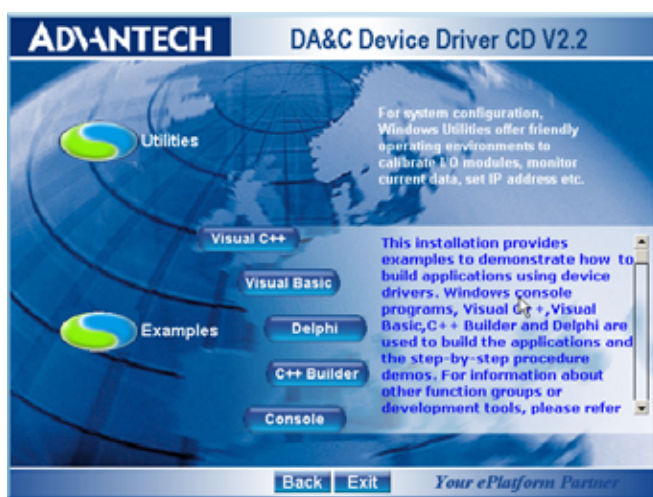 ADVANTECH
DA&C Device Driver CD V2.2
For system configuration,
Windows Utilities offer friendly
operating environments to
calibrate I/O modules, monitor
current data, set IP address etc.
Utilities
Visual C++
Visual Basic
Examples
Delphi
C++ Builder
Console
This installation provides
examples to demonstrate how to
build applications using device
drivers. Windows console
programs, Visual C++,Visual
Basic,C++ Builder and Delphi are
used to build the applications and
the step-by-step procedure
demos. For information about
other function groups or
development tools, please refer
Back
Exit
Your ePlatform Partner